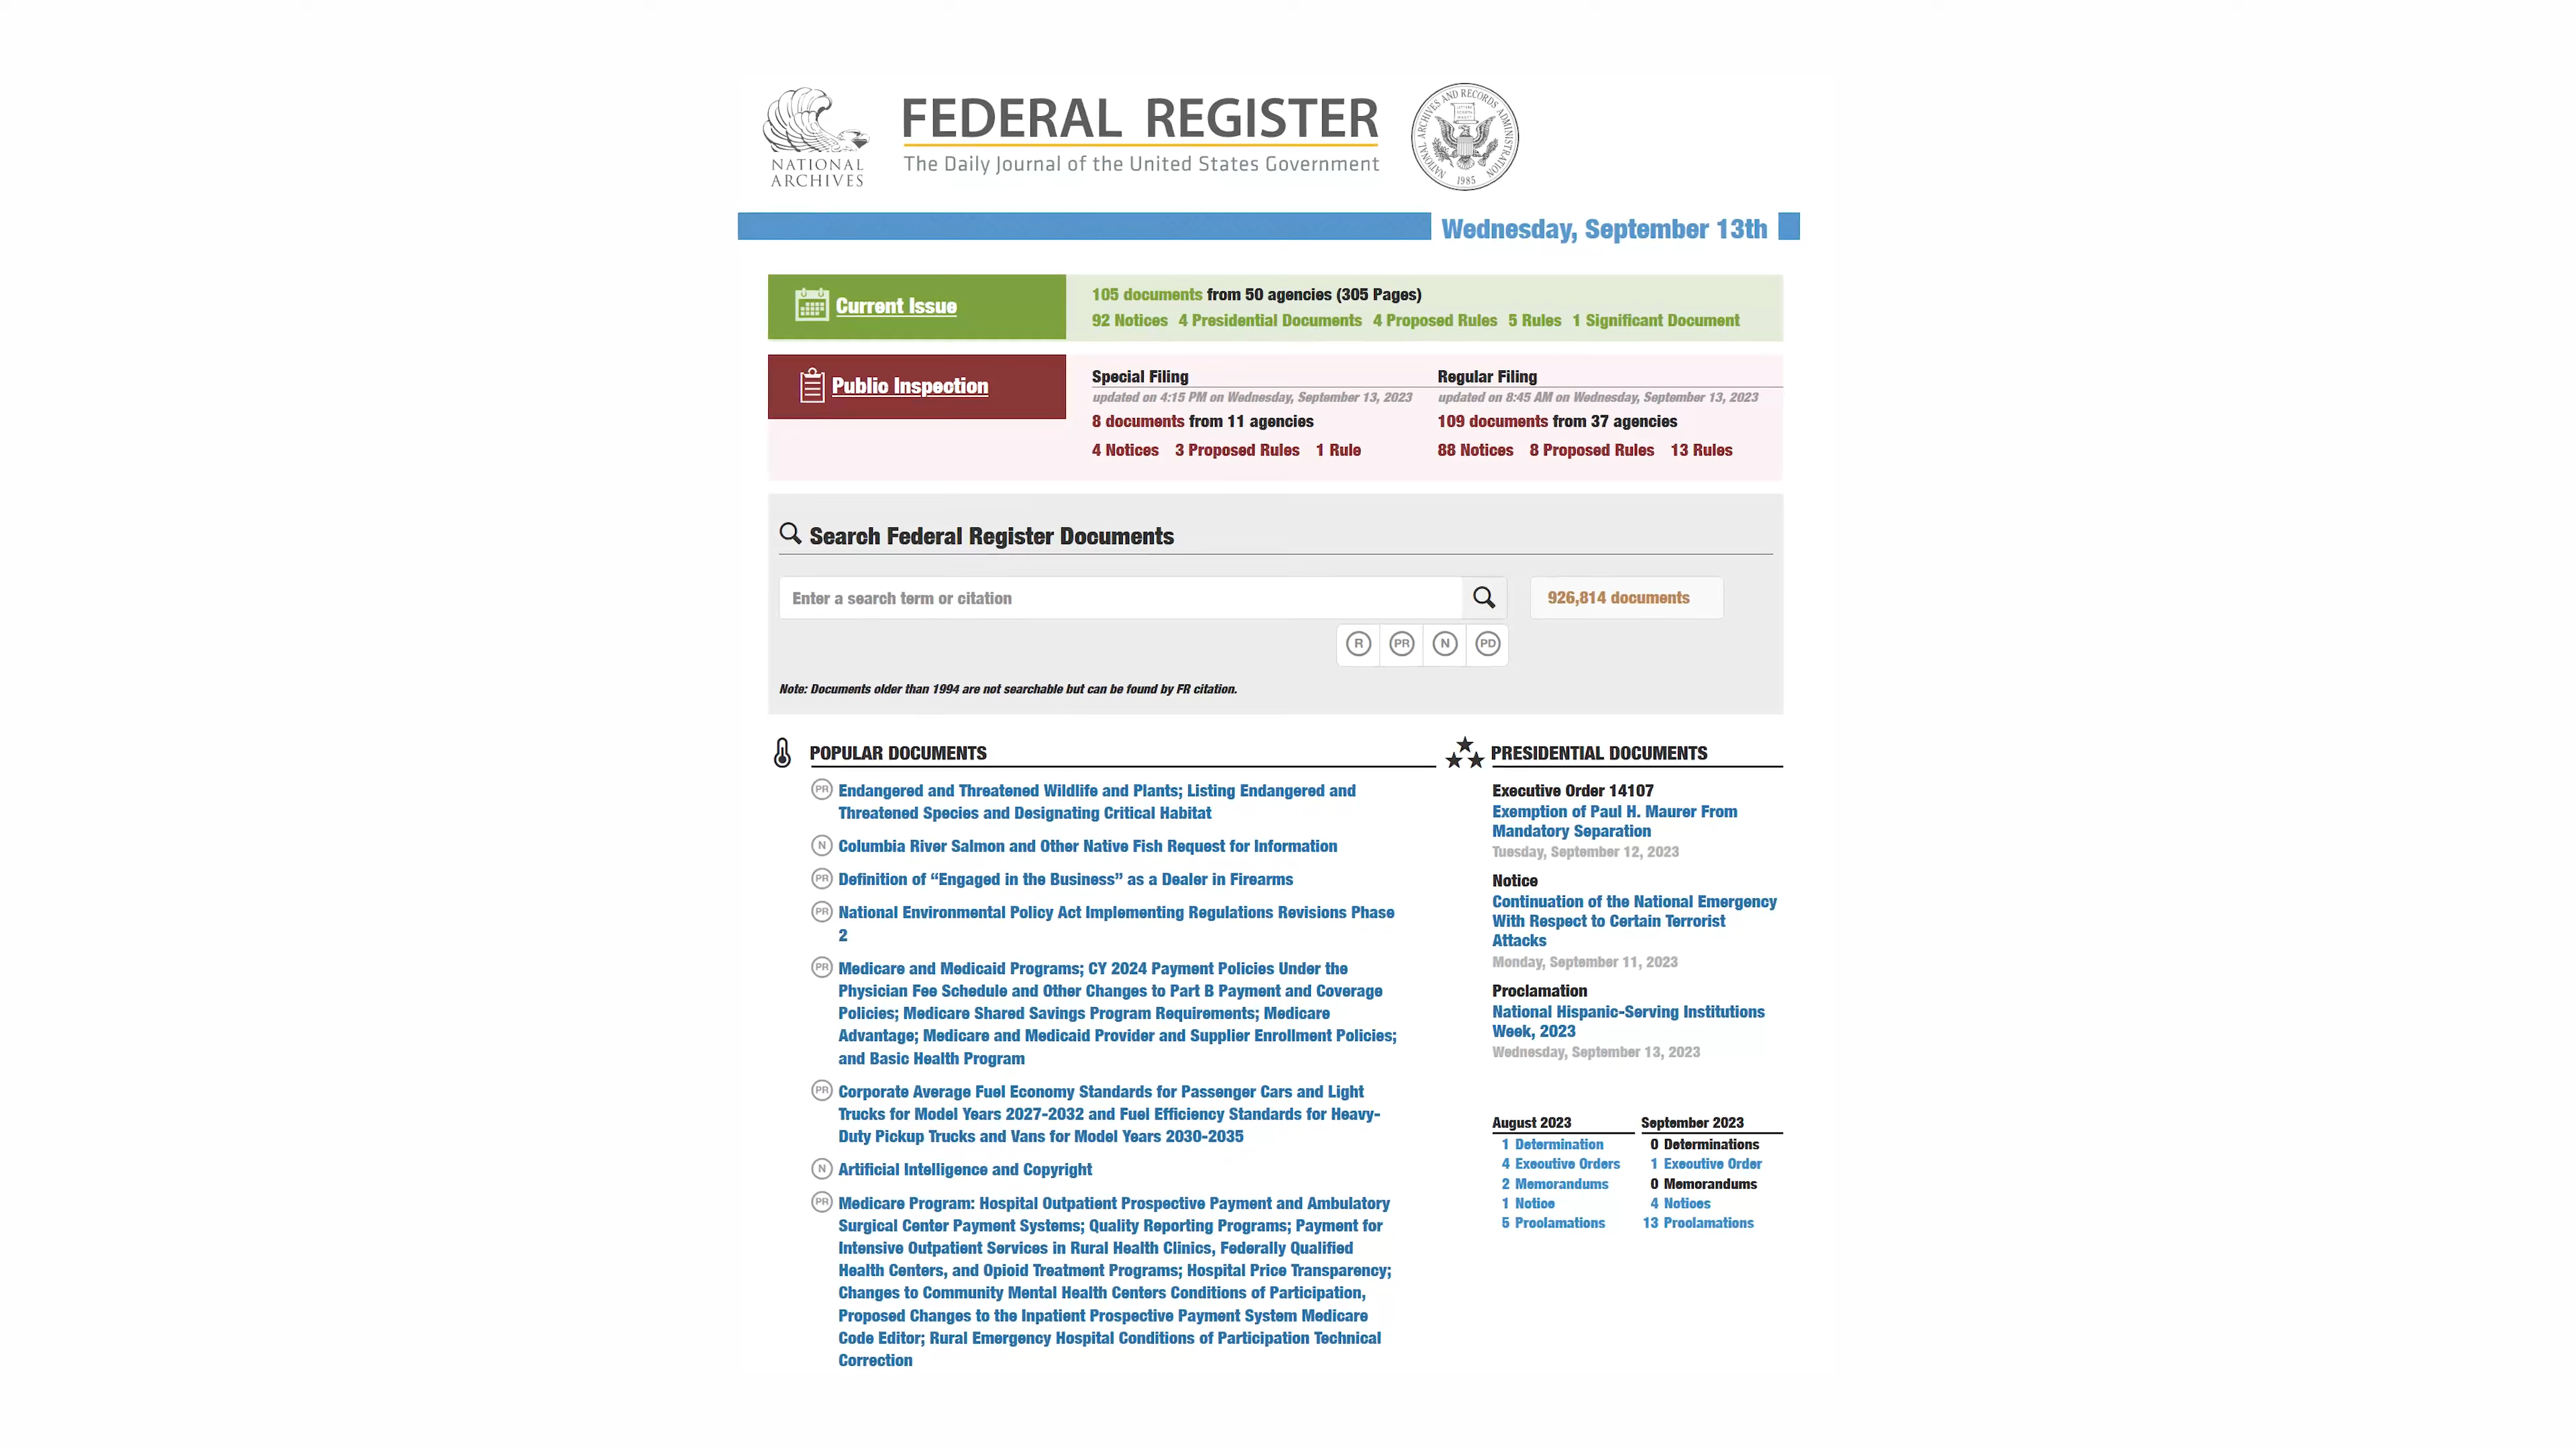 NATIONAL
ARCHIVES
FEDERAL REGISTER
The Daily Journal of the United States Government
NATIONAL ARCHIVES AND RECORDS ADMINISTRATION
1985
Wednesday, September 13th
Current Issue
105 documents from 50 agencies (305 Pages)
92 Notices 4 Presidential Documents 4 Proposed Rules 5 Rules 1 Significant Document
Public Inspection
Special Filing
updated on 4:15 PM on Wednesday, September 13, 2023
8 documents from 11 agencies
4 Notices 3 Proposed Rules 1 Rule
Regular Filing
updated on 8:45 AM on Wednesday, September 13, 2023
109 documents from 37 agencies
88 Notices 8 Proposed Rules 13 Rules
Search Federal Register Documents
Enter a search term or citation
926,814 documents
R PR N PD
Note: Documents older than 1994 are not searchable but can be found by FR citation.
POPULAR DOCUMENTS
PR Endangered and Threatened Wildlife and Plants; Listing Endangered and
Threatened Species and Designating Critical Habitat
N Columbia River Salmon and Other Native Fish Request for Information
PR Definition of “Engaged in the Business” as a Dealer in Firearms
PR National Environmental Policy Act Implementing Regulations Revisions Phase
2
PR Medicare and Medicaid Programs; CY 2024 Payment Policies Under the
Physician Fee Schedule and Other Changes to Part B Payment and Coverage
Policies; Medicare Shared Savings Program Requirements; Medicare
Advantage; Medicare and Medicaid Provider and Supplier Enrollment Policies;
and Basic Health Program
PR Corporate Average Fuel Economy Standards for Passenger Cars and Light
Trucks for Model Years 2027-2032 and Fuel Efficiency Standards for Heavy-
Duty Pickup Trucks and Vans for Model Years 2030-2035
N Artificial Intelligence and Copyright
PR Medicare Program: Hospital Outpatient Prospective Payment and Ambulatory
Surgical Center Payment Systems; Quality Reporting Programs; Payment for
Intensive Outpatient Services in Rural Health Clinics, Federally Qualified
Health Centers, and Opioid Treatment Programs; Hospital Price Transparency;
Changes to Community Mental Health Centers Conditions of Participation,
Proposed Changes to the Inpatient Prospective Payment System Medicare
Code Editor; Rural Emergency Hospital Conditions of Participation Technical
Correction
PRESIDENTIAL DOCUMENTS
Executive Order 14107
Exemption of Paul H. Maurer From
Mandatory Separation
Tuesday, September 12, 2023
Notice
Continuation of the National Emergency
With Respect to Certain Terrorist
Attacks
Monday, September 11, 2023
Proclamation
National Hispanic-Serving Institutions
Week, 2023
Wednesday, September 13, 2023
August 2023
1 Determination
4 Executive Orders
2 Memorandums
1 Notice
5 Proclamations
September 2023
0 Determinations
1 Executive Order
0 Memorandums
4 Notices
13 Proclamations